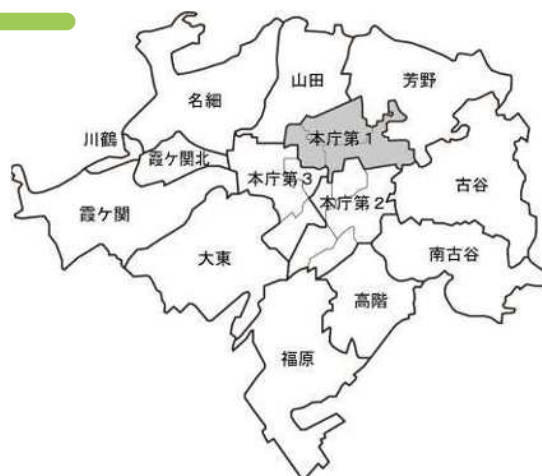 山田
芳野
名細
川鶴
本庁第1
霞ケ関北
本庁第3
古谷
本庁第2
霞ケ関
南古谷
大東
高階
福原